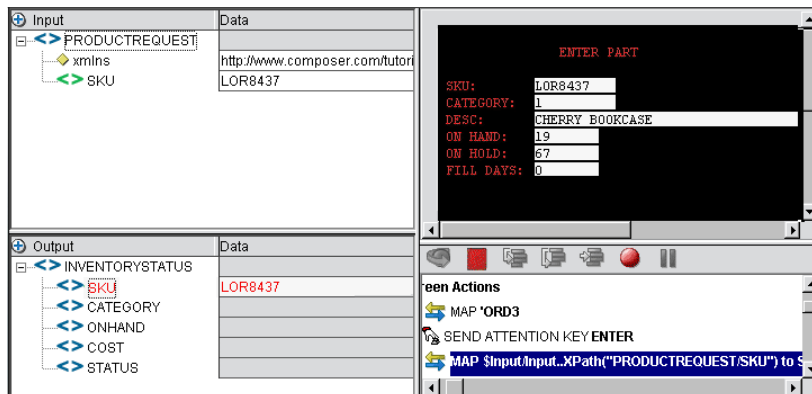 Input Data
PRODUCTREQUEST
xmlns http://www.composer.com/tutori
SKU LOR8437
ENTER PART
SKU: LOR8437
CATEGORY: 1
DESC: CHERRY BOOKCASE
ON HAND: 19
ON HOLD: 67
FILL DAYS: 0
Output Data
INVENTORYSTATUS
SKU LOR8437
CATEGORY
ONHAND
COST
STATUS
een Actions
MAP 'ORD3
SEND ATTENTION KEY ENTER
MAP $Input/Input..XPath("PRODUCTREQUEST/SKU") to S